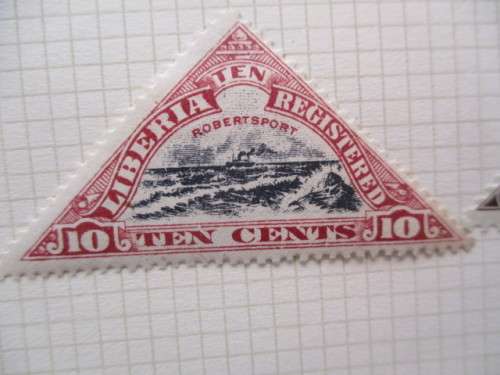 TEN
LIBERIA
REGISTERED
ROBERTSPORT
10 TEN CENTS 10